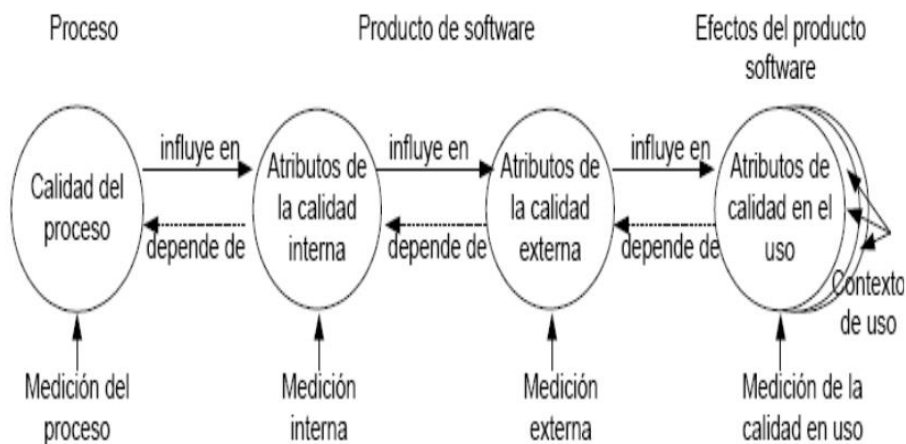 Proceso
Producto de software
Efectos del producto
software
Calidad del
proceso
influye en
depende de
Atributos de
la calidad
interna
influye en
depende de
Atributos de
la calidad
externa
influye en
depende de
Atributos de
calidad en el
uso
Contexto
de uso
Medición del
proceso
Medición
interna
Medición
externa
Medición de la
calidad en uso